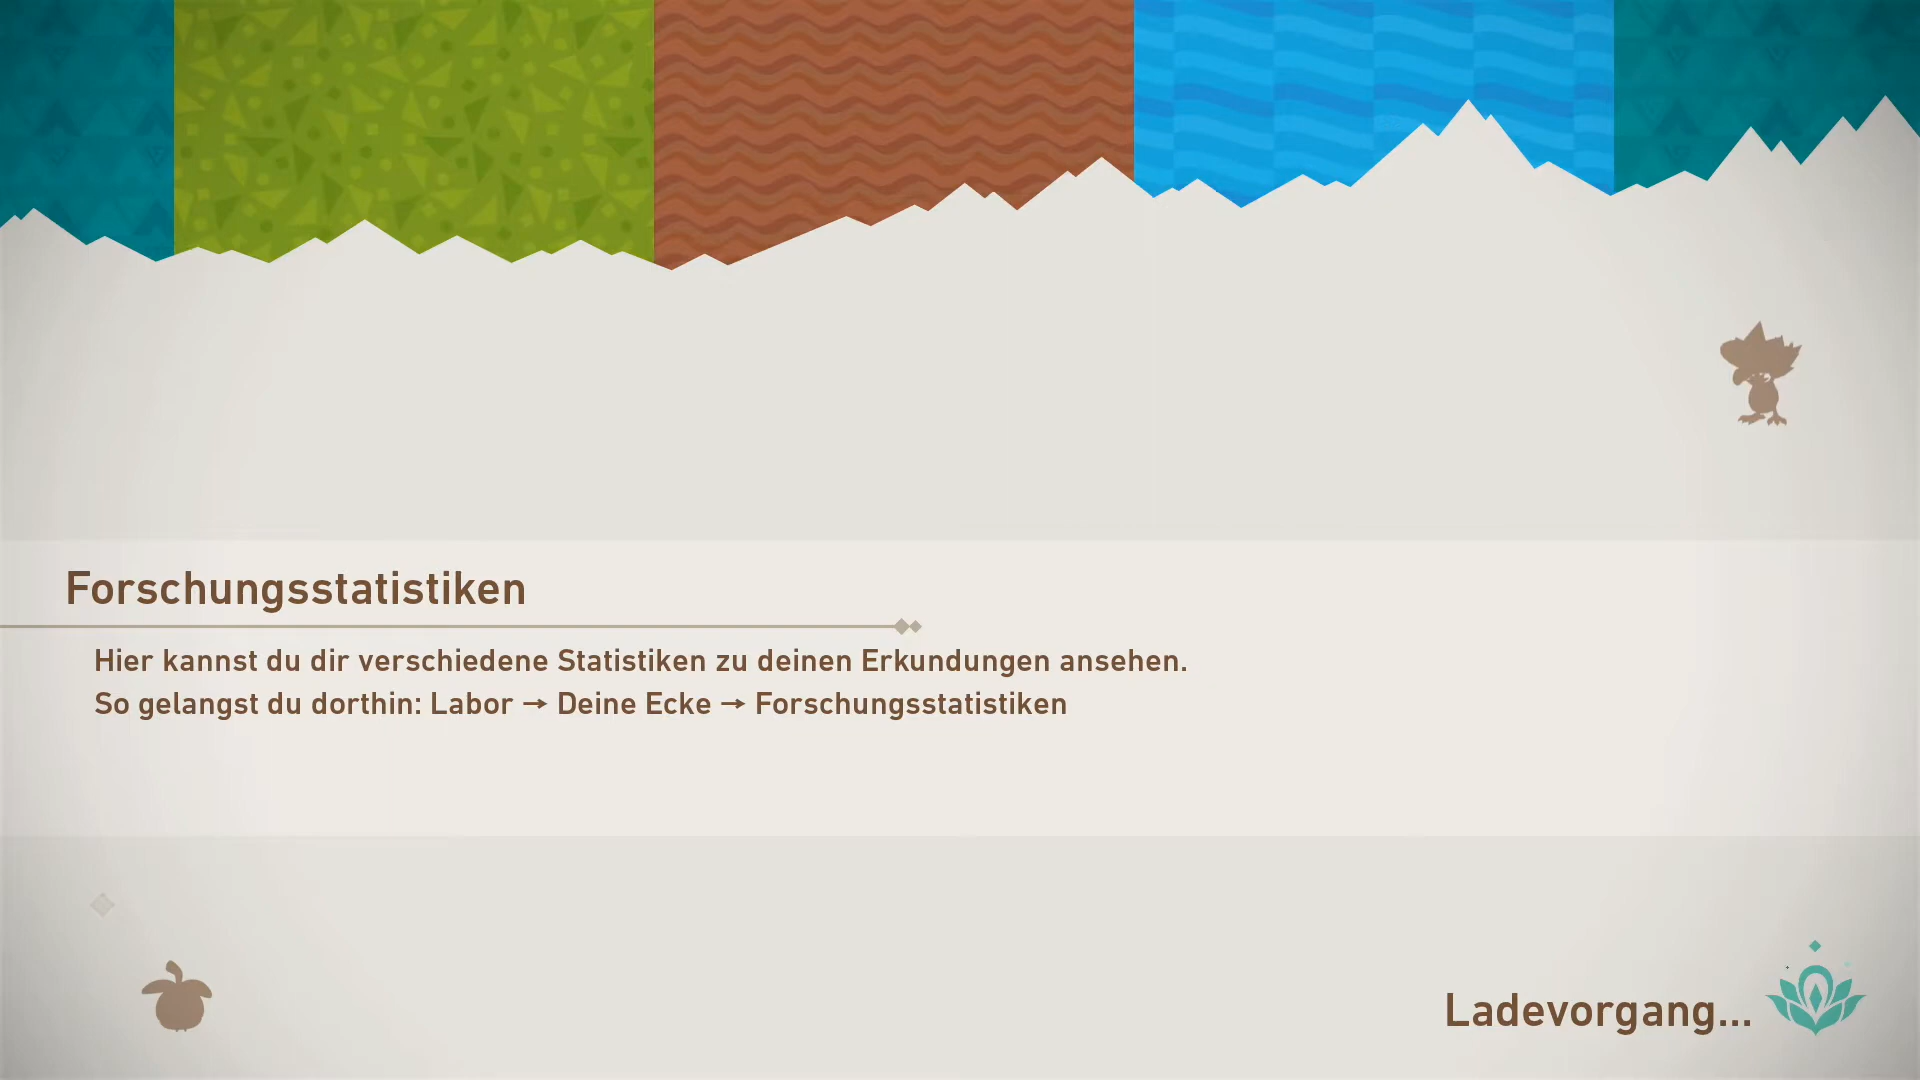 Forschungsstatistiken
Hier kannst du dir verschiedene Statistiken zu deinen Erkundungen ansehen.
So gelangst du dorthin: Labor → Deine Ecke → Forschungsstatistiken
Ladevorgang...